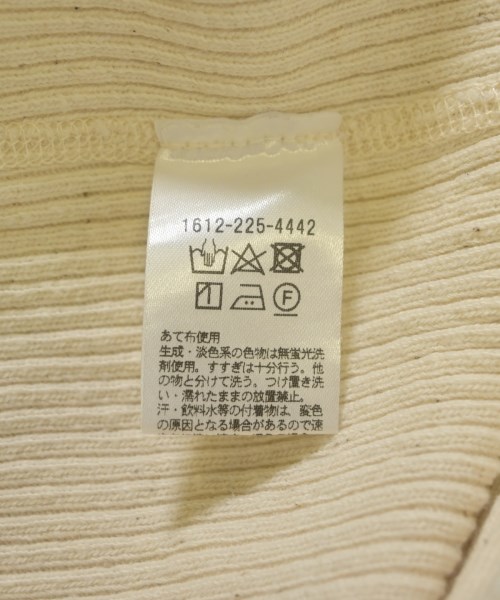 1612-225-4442
F
あて布使用
生成・淡色系の色物は無蛍光洗
剤使用。すすぎは十分行う。他
の物と分けて洗う。つけ置き洗
い・濡れたままの放置禁止。
汗・飲料水等の付着物は、変色
の原因となる場合があるので速